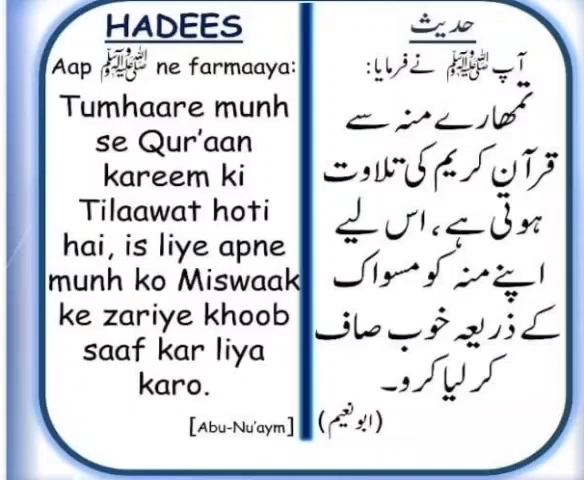 HADEES
Aap ﷺ ne farmaaya:
Tumhaare munh
se Qur'aan
kareem ki
Tilaawat hoti
hai, is liye apne
munh ko Miswaak
ke zariye khoob
saaf kar liya
karo.
[Abu-Nu'aym]
حدیث
آپ ﷺ نے فرمایا:
تمھارے منہ سے
قرآن کریم کی تلاوت
ہوتی ہے، اس لیے
اپنے منہ کو مسواک
کے ذریعہ خوب صاف
کر لیا کرو۔
(ابو نعیم)